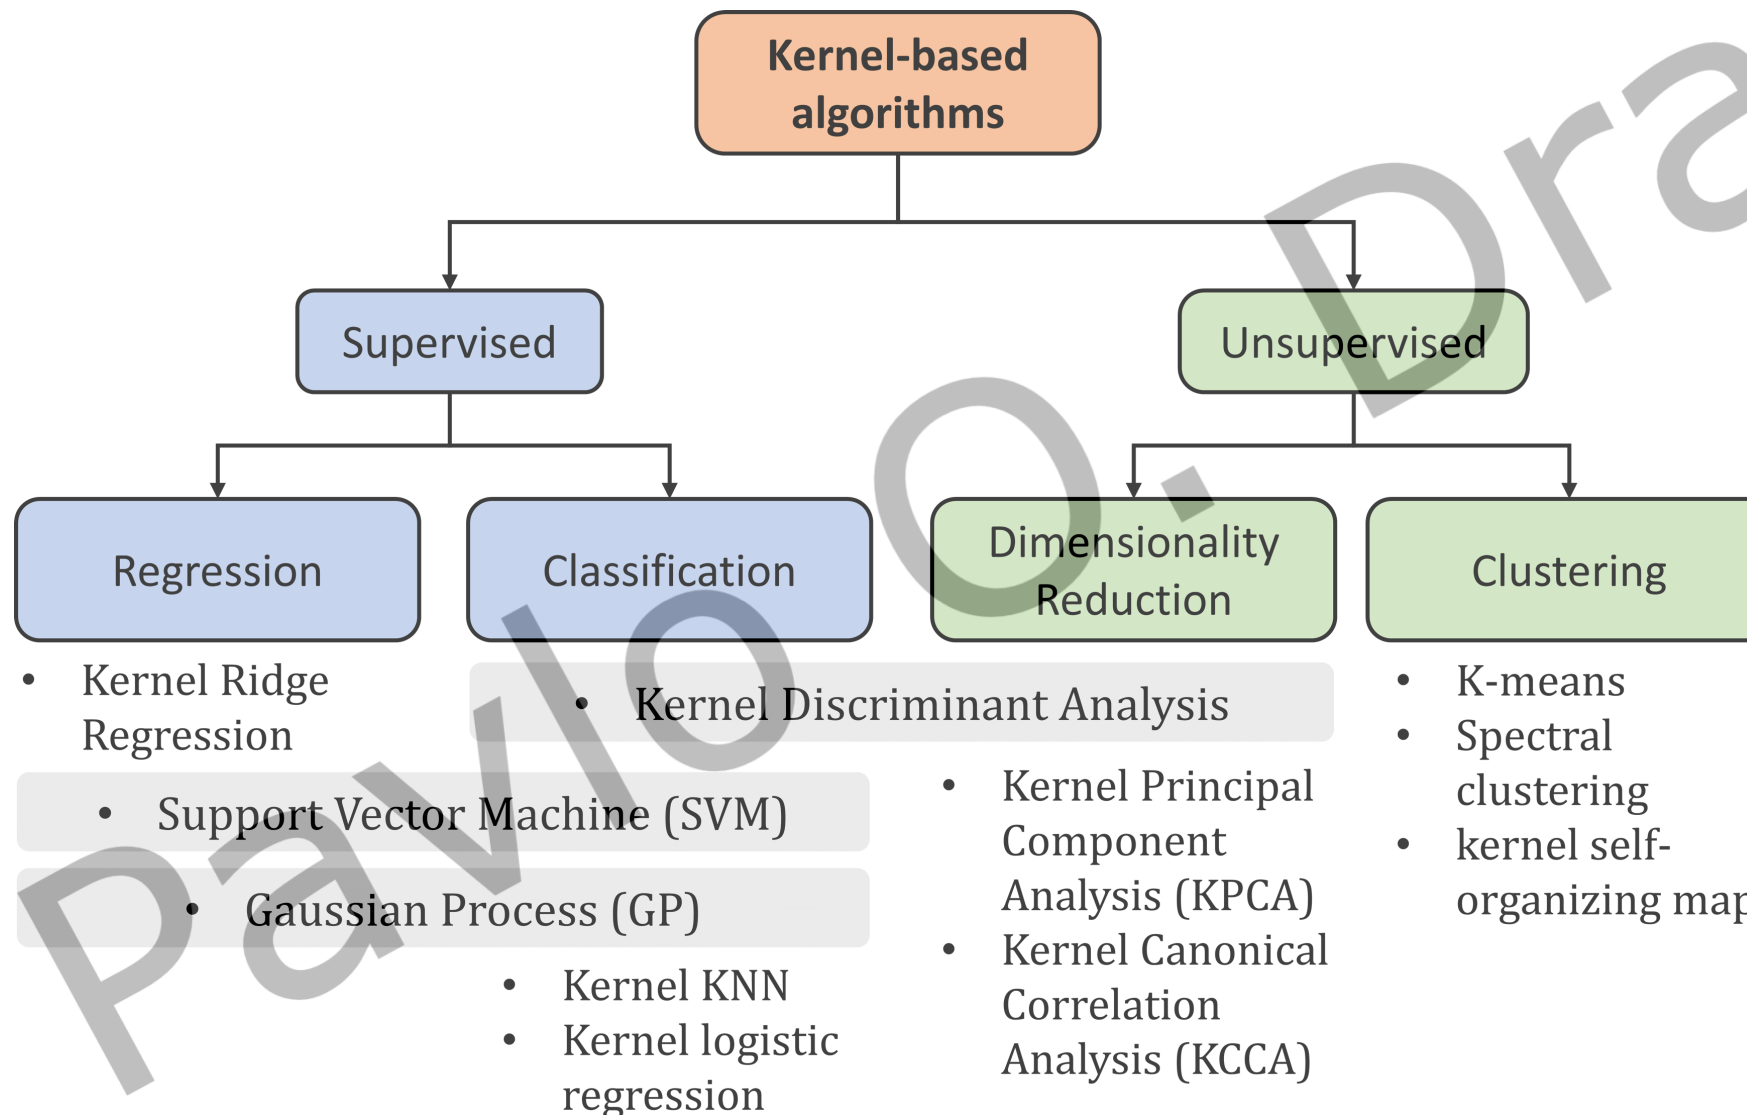 Kernel-based
algorithms
Supervised
Unsupervised
Regression
Classification
Dimensionality
Reduction
Clustering
• Kernel Ridge
Regression
• Kernel Discriminant Analysis
• Support Vector Machine (SVM)
• Gaussian Process (GP)
• Kernel KNN
• Kernel logistic
regression
• Kernel Principal
Component
Analysis (KPCA)
• Kernel Canonical
Correlation
Analysis (KCCA)
• K-means
• Spectral
clustering
• kernel self-
organizing map
Pavlo O. Dra